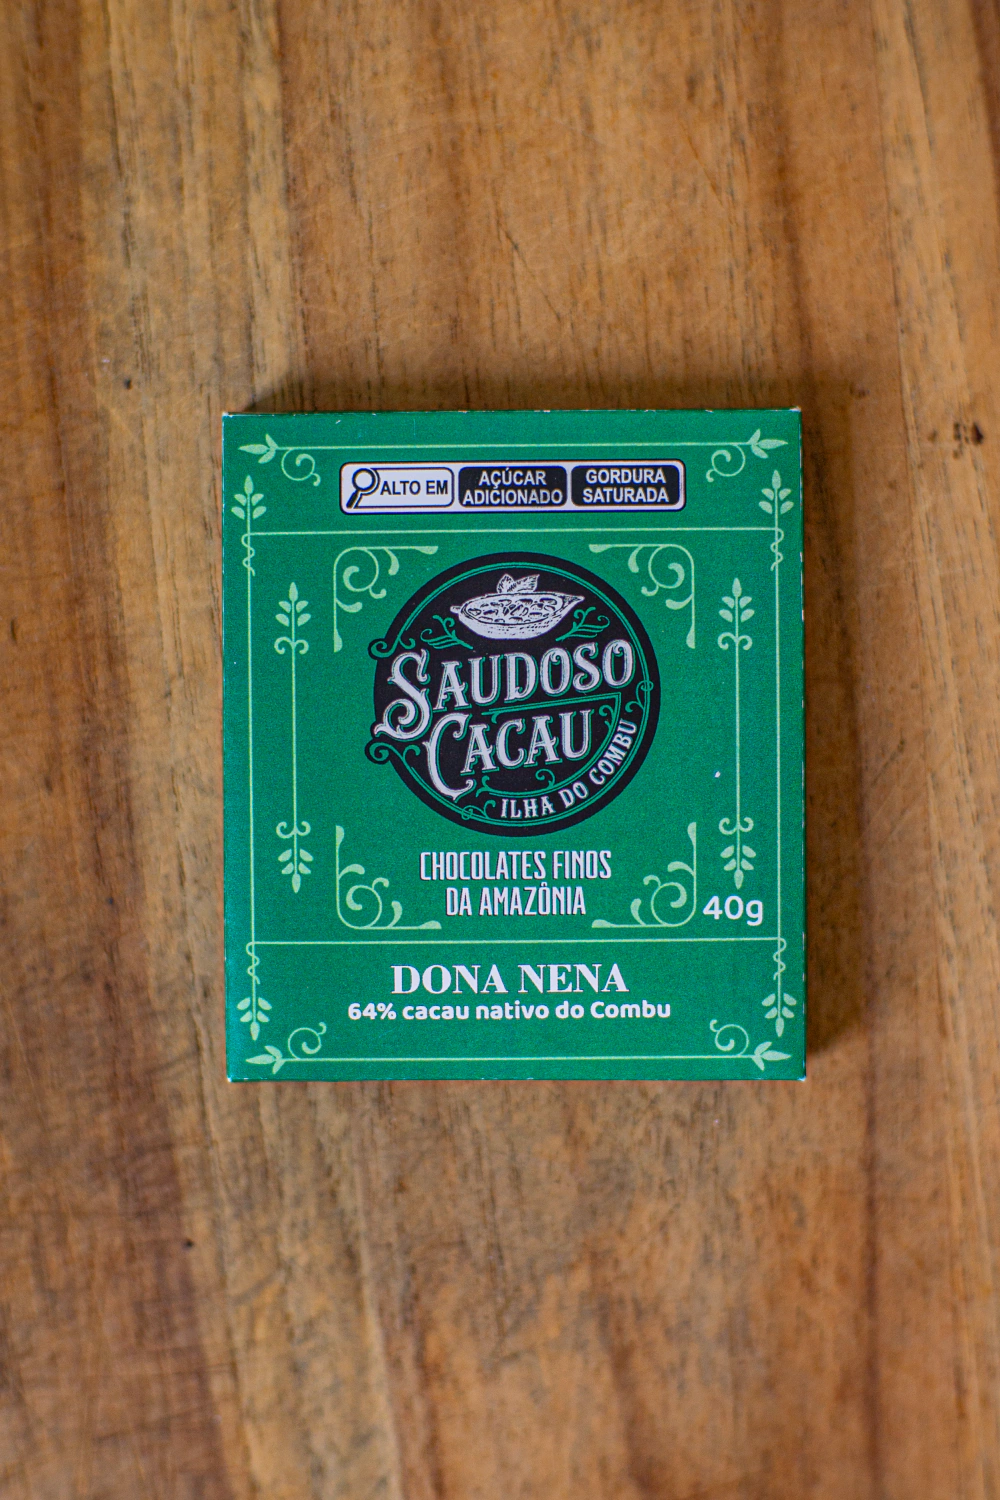 ALTO EM
AÇÚCAR
ADICIONADO
GORDURA
SATURADA
SAUDOSO
CACAU
ILHA DO COMBU
CHOCOLATES FINOS
DA AMAZÔNIA
40g
DONA NENA
64% cacau nativo do Combu